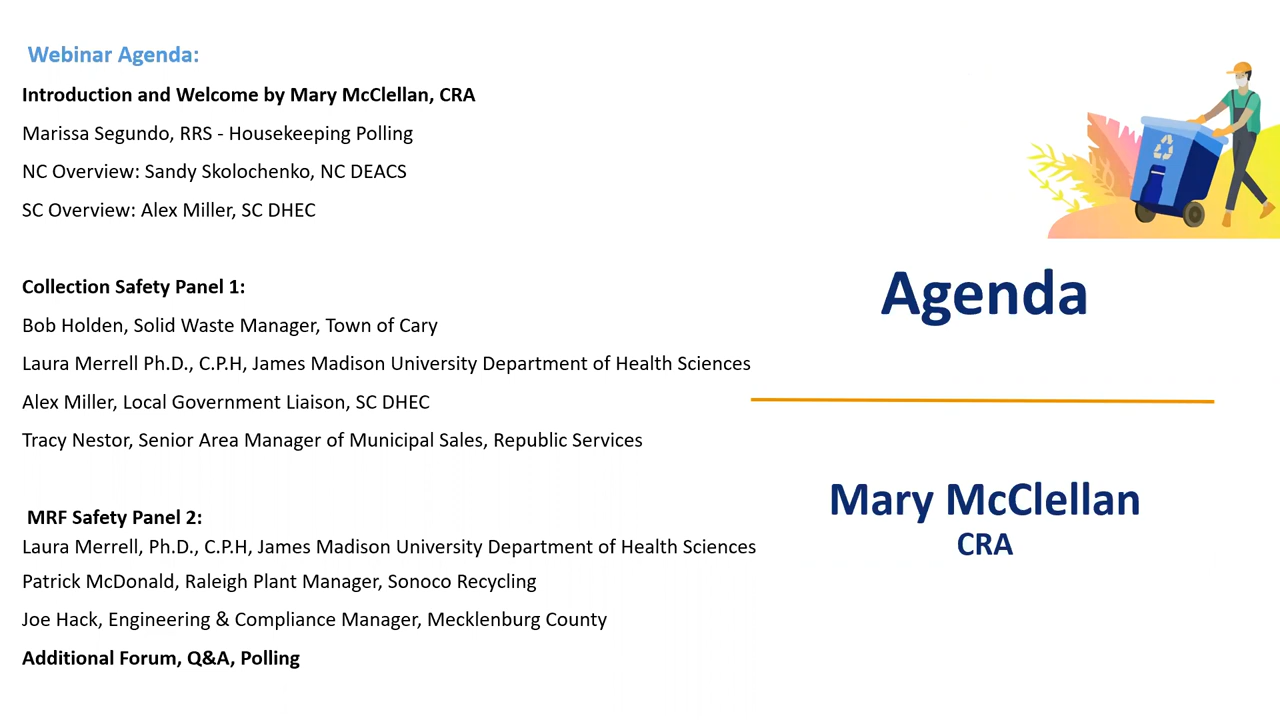 Webinar Agenda:
Introduction and Welcome by Mary McClellan, CRA
Marissa Segundo, RRS - Housekeeping Polling
NC Overview: Sandy Skolochenko, NC DEACS
SC Overview: Alex Miller, SC DHEC
Collection Safety Panel 1:
Bob Holden, Solid Waste Manager, Town of Cary
Laura Merrell Ph.D., C.P.H, James Madison University Department of Health Sciences
Alex Miller, Local Government Liaison, SC DHEC
Tracy Nestor, Senior Area Manager of Municipal Sales, Republic Services
MRF Safety Panel 2:
Laura Merrell, Ph.D., C.P.H, James Madison University Department of Health Sciences
Patrick McDonald, Raleigh Plant Manager, Sonoco Recycling
Joe Hack, Engineering & Compliance Manager, Mecklenburg County
Additional Forum, Q&A, Polling
Agenda
Mary McClellan
CRA